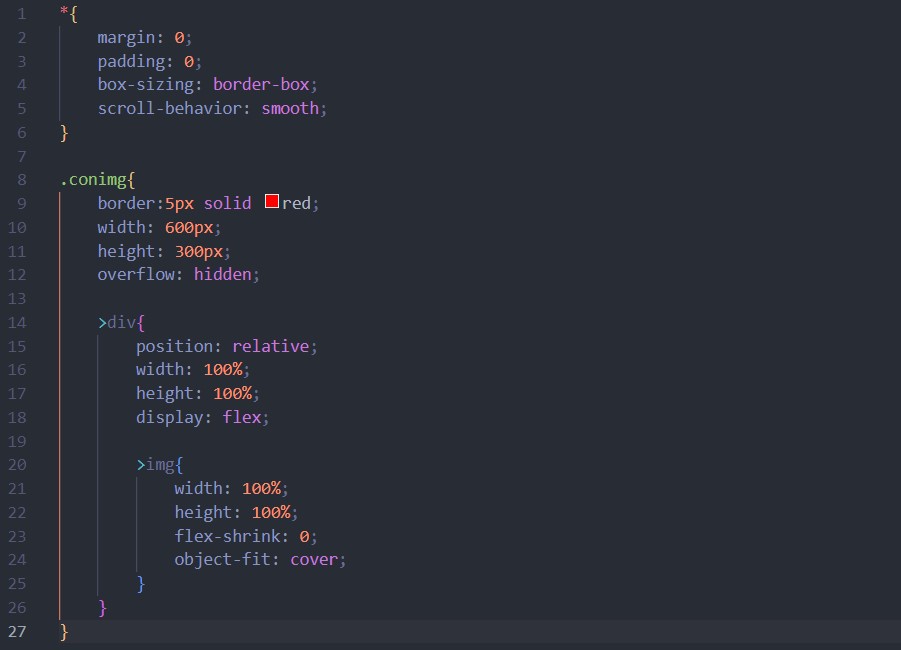 1 *{
2 margin: 0;
3 padding: 0;
4 box-sizing: border-box;
5 scroll-behavior: smooth;
6 }
7
8 .conimg{
9 border:5px solid red;
10 width: 600px;
11 height: 300px;
12 overflow: hidden;
13
14 >div{
15 position: relative;
16 width: 100%;
17 height: 100%;
18 display: flex;
19
20 >img{
21 width: 100%;
22 height: 100%;
23 flex-shrink: 0;
24 object-fit: cover;
25 }
26 }
27 }